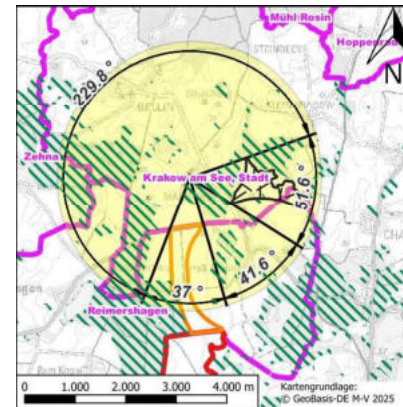 Mühl Rosin
Hoppenrade
N
229.8 °
BELLIN
Zehna
Krakow am See, Stadt
51.6 °
41.6 °
37 °
Reimershagen
0 1.000 2.000 3.000 4.000 m
Kartengrundlage:
© GeoBasis-DE M-V 2025